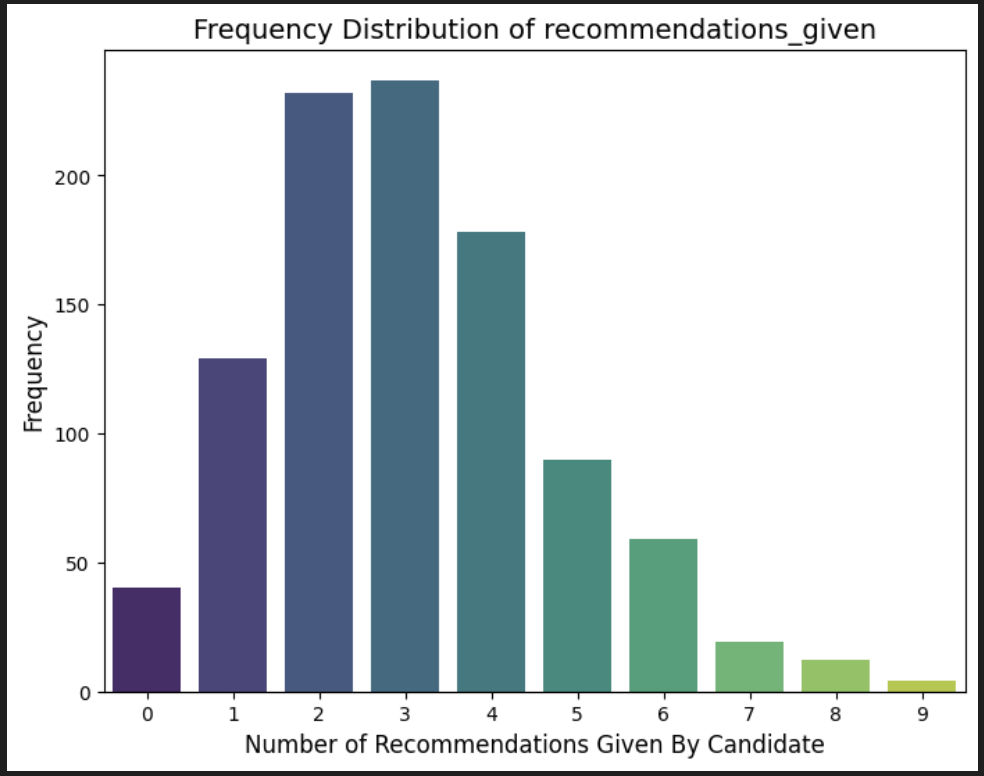 Frequency Distribution of recommendations_given
200
150
100
50
0
Frequency
0 1 2 3 4 5 6 7 8 9
Number of Recommendations Given By Candidate